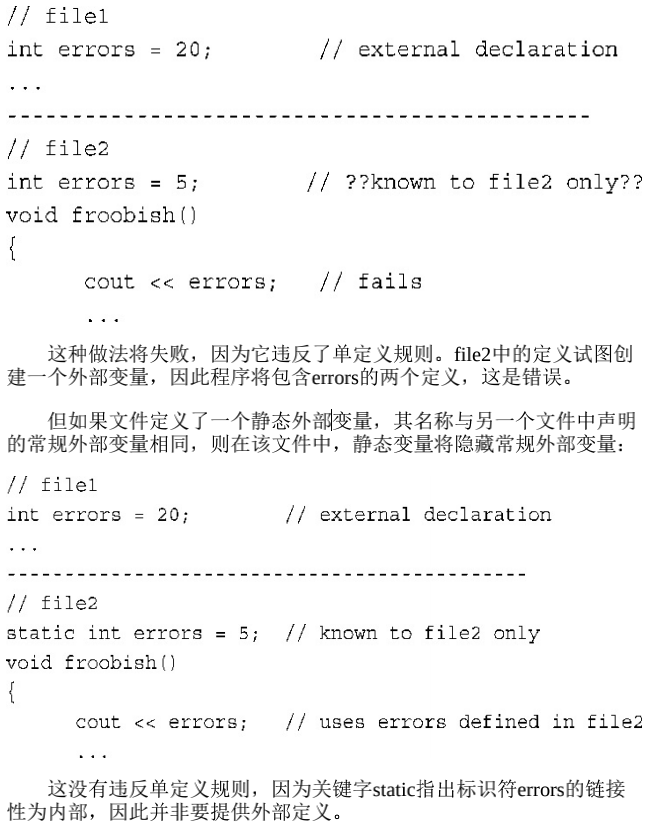 // file1
int errors = 20;          // external declaration
...
---------------------------------------------
// file2
int errors = 5;          // ??known to file2 only??
void froobish()
{
      cout << errors;   // fails
      ...
这种做法将失败，因为它违反了单定义规则。file2中的定义试图创
建一个外部变量，因此程序将包含errors的两个定义，这是错误。
但如果文件定义了一个静态外部变量，其名称与另一个文件中声明
的常规外部变量相同，则在该文件中，静态变量将隐藏常规外部变量：
// file1
int errors = 20;         // external declaration
...
---------------------------------------------
// file2
static int errors = 5;  // known to file2 only
void froobish()
{
      cout << errors;   // uses errors defined in file2
      ...
这没有违反单定义规则，因为关键字static指出标识符errors的链接
性为内部，因此并非要提供外部定义。